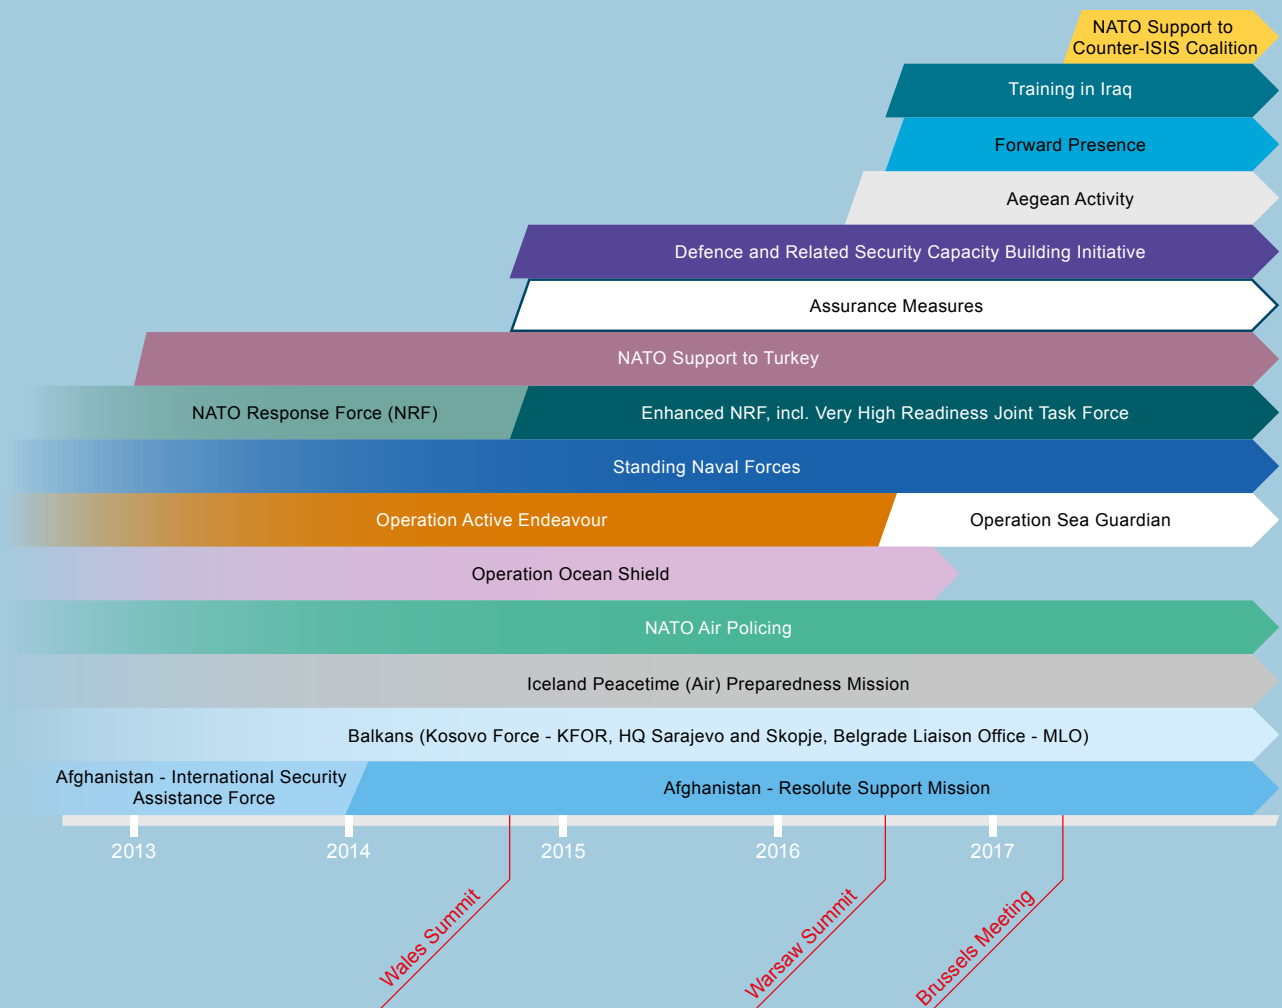 NATO Support to
Counter-ISIS Coalition
Training in Iraq
Forward Presence
Aegean Activity
Defence and Related Security Capacity Building Initiative
Assurance Measures
NATO Support to Turkey
NATO Response Force (NRF)
Enhanced NRF, incl. Very High Readiness Joint Task Force
Standing Naval Forces
Operation Active Endeavour
Operation Sea Guardian
Operation Ocean Shield
NATO Air Policing
Iceland Peacetime (Air) Preparedness Mission
Balkans (Kosovo Force - KFOR, HQ Sarajevo and Skopje, Belgrade Liaison Office - MLO)
Afghanistan - International Security
Assistance Force
Afghanistan - Resolute Support Mission
2013
2014
2015
2016
2017
Wales Summit
Warsaw Summit
Brussels Meeting